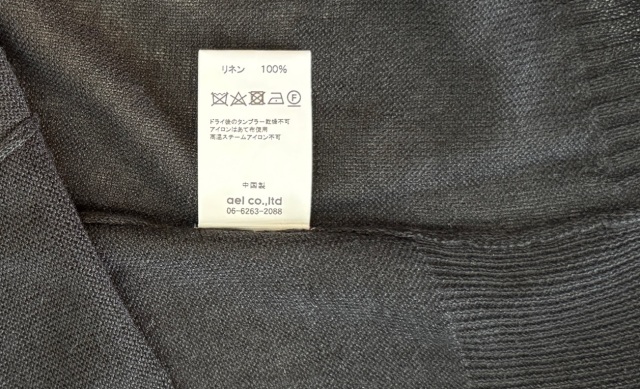 リネン 100%
ドライ後のタンブラー乾燥不可
アイロンはあて布使用
高温スチームアイロン不可
中国製
ael co.,ltd
06-6263-2088